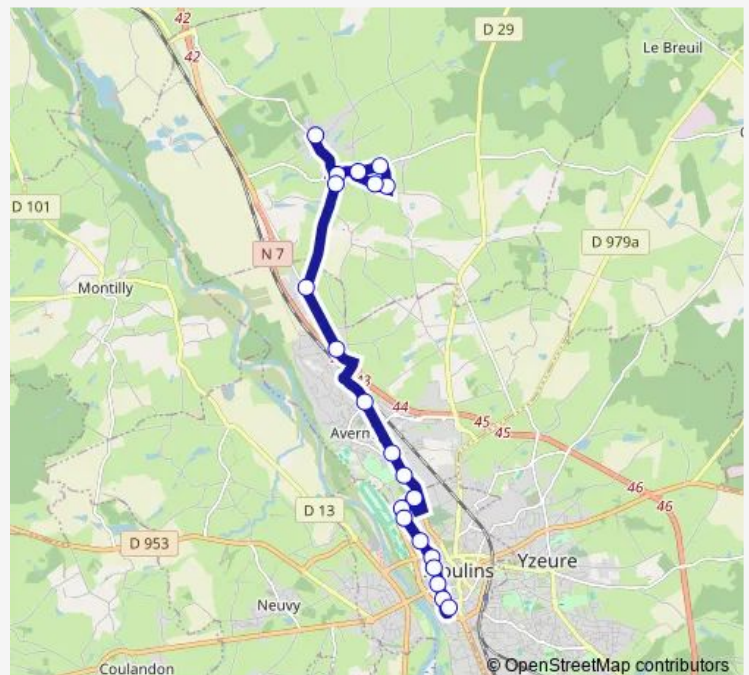 42
42
D 29
Le Breuil
D 101
N 7
D 979a
Montilly
43
44
45
45
Avern
46
46
D 13
D 953
oulins
Yzeure
Neuvy
Coulandon
© OpenStreetMap contributors